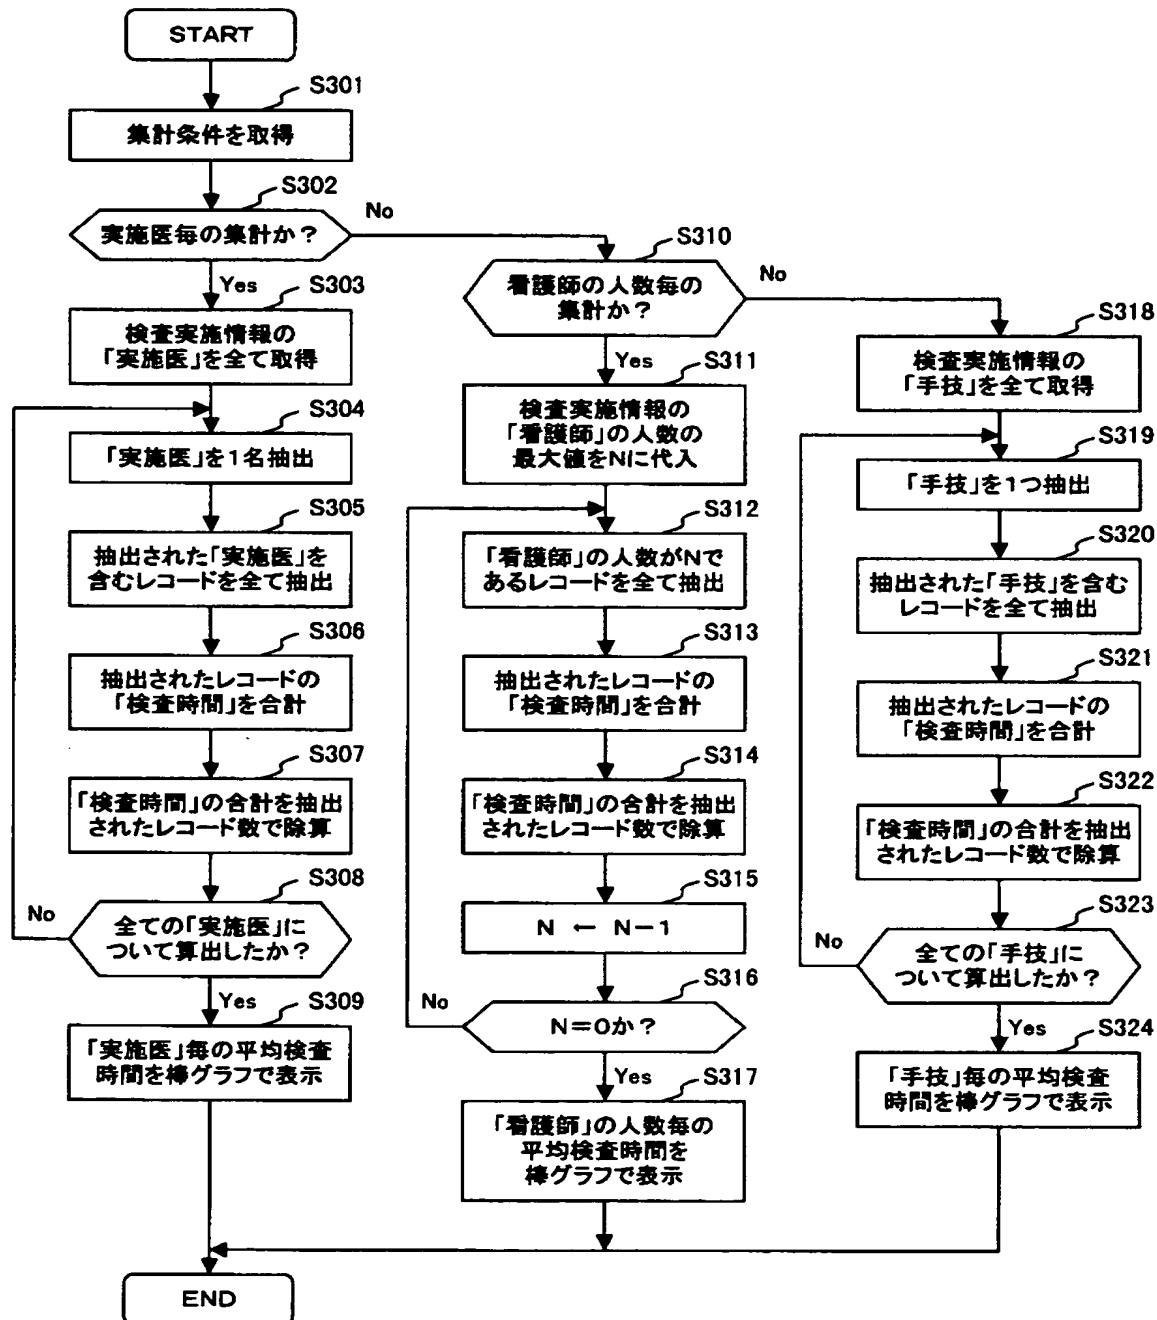 START
S301
集計条件を取得
S302
実施医毎の集計か?
No
Yes
S303
検査実施情報の
「実施医」を全て取得
S304
「実施医」を1名抽出
S305
抽出された「実施医」を
含むレコードを全て抽出
S306
抽出されたレコードの
「検査時間」を合計
S307
「検査時間」の合計を抽出
されたレコード数で除算
S308
No
全ての「実施医」に
ついて算出したか?
Yes
S309
「実施医」毎の平均検査
時間を棒グラフで表示
S310
看護師の人数毎の
集計か?
No
Yes
S311
検査実施情報の
「看護師」の人数の
最大値をNに代入
S312
「看護師」の人数がNで
あるレコードを全て抽出
S313
抽出されたレコードの
「検査時間」を合計
S314
「検査時間」の合計を抽出
されたレコード数で除算
S315
N ← N-1
S316
No
N=0か?
Yes
S317
「看護師」の人数毎の
平均検査時間を
棒グラフで表示
S318
検査実施情報の
「手技」を全て取得
S319
「手技」を1つ抽出
S320
抽出された「手技」を含む
レコードを全て抽出
S321
抽出されたレコードの
「検査時間」を合計
S322
「検査時間」の合計を抽出
されたレコード数で除算
S323
No
全ての「手技」に
ついて算出したか?
Yes
S324
「手技」毎の平均検査
時間を棒グラフで表示
END